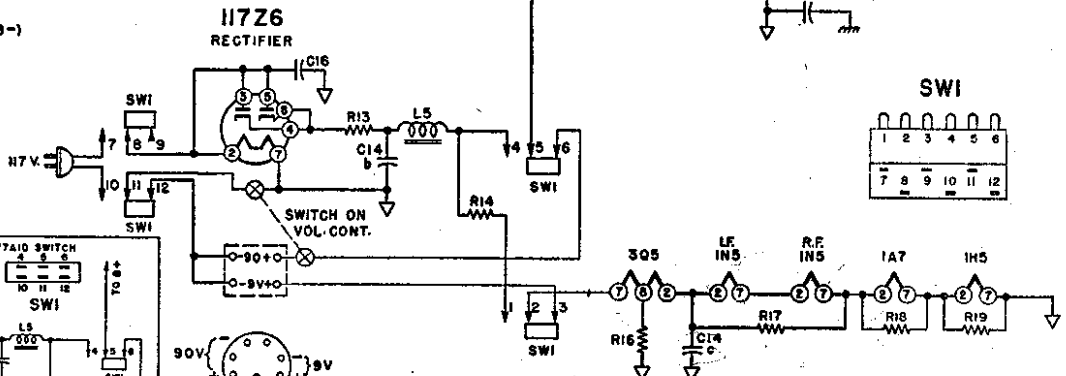 B-)
117Z6
RECTIFIER
C16
3 5 6 4 2 7
SW1
7 8 9
117 V.
10 11 12
SW1
R13
L5
C14
b
R14
4 5 6
SW1
SWITCH ON
VOL. CONT.
-90+
-9V+
1 2 3
SW1
3Q5
I.F.
1N5
R.F.
1N5
1A7
1H5
7 8 2
2 7
2 7
2 7
2 7
R16
C14
c
R17
R18
R19
SW1
1 2 3 4 5 6
7 8 9 10 11 12
7A10 SWITCH
4 5 6
10 11 12
SW1
TO B+
L5
4 5 6
90V
9V